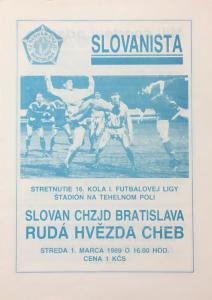 SLOVANISTA
STRETNUTIE 16. KOLA I. FUTBALOVEJ LIGY
ŠTADION NA TEHELNOM POLI
SLOVAN CHZJD BRATISLAVA
RUDÁ HVĚZDA CHEB
STREDA 1. MARCA 1989 O 16.00 HOD.
CENA 1 KČS